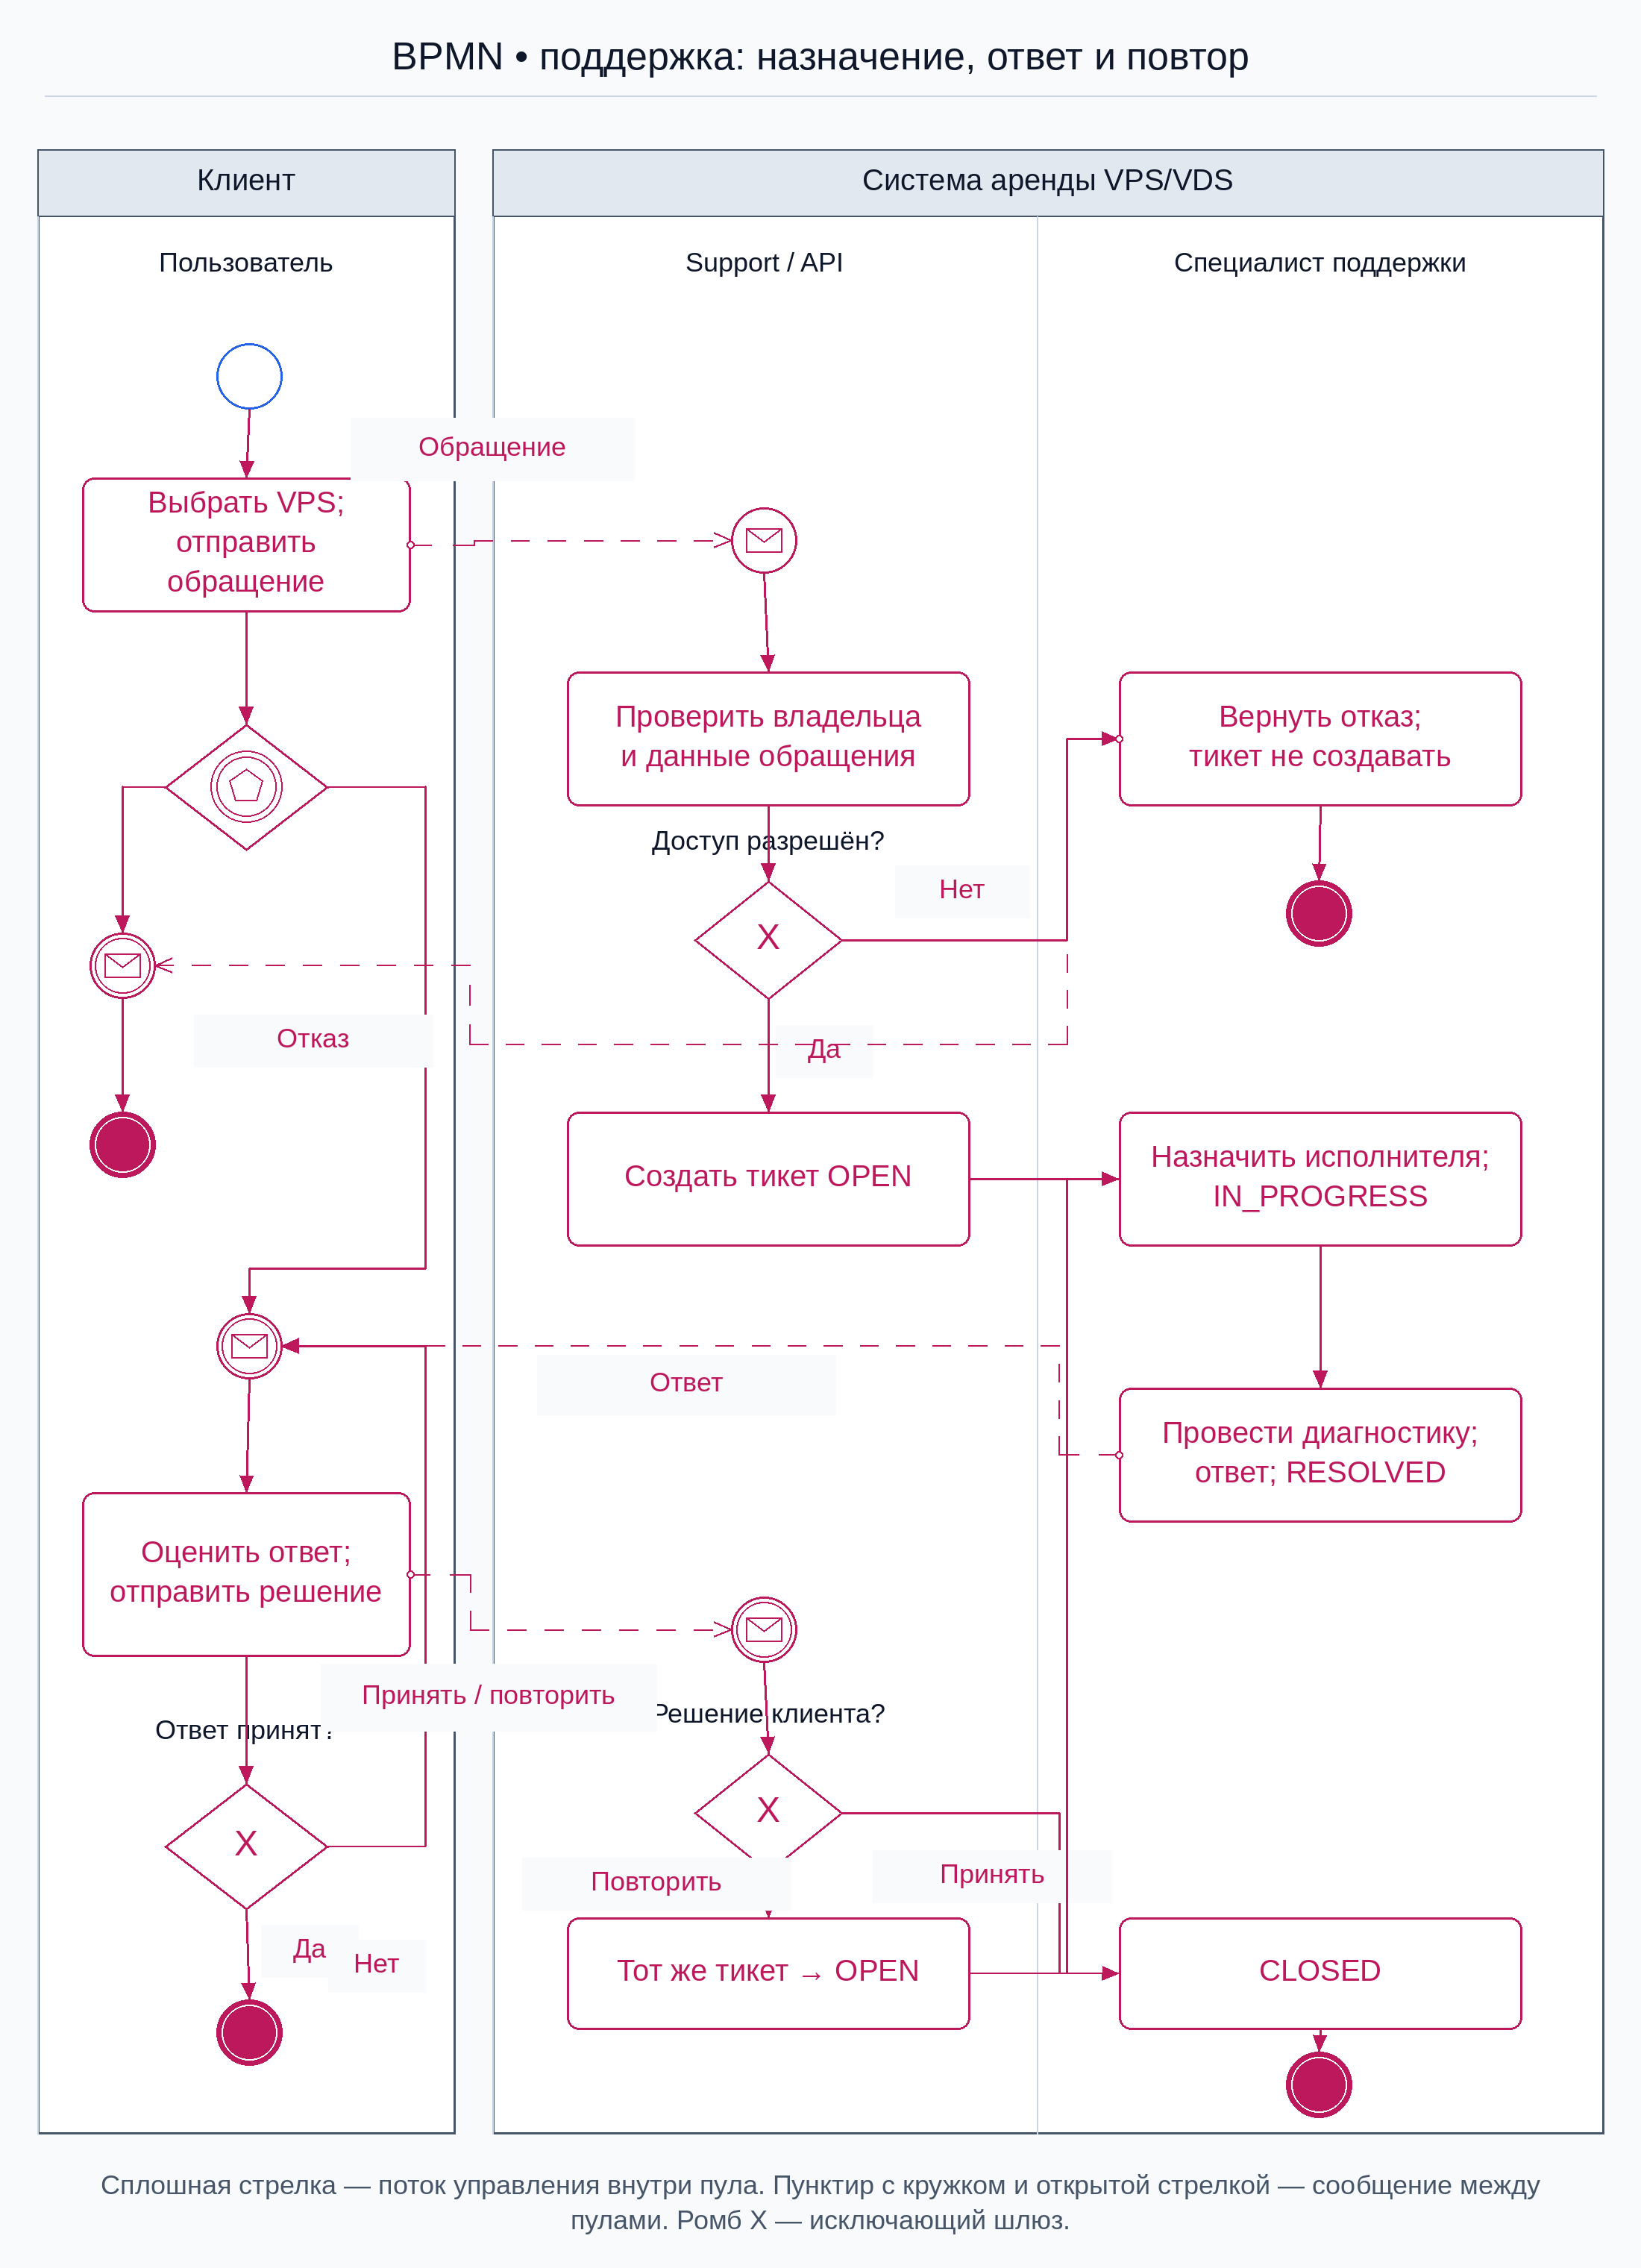 BPMN • поддержка: назначение, ответ и повтор
Клиент
Система аренды VPS/VDS
Пользователь
Support / API
Специалист поддержки
Обращение
Выбрать VPS;
отправить
обращение
Проверить владельца
и данные обращения
Вернуть отказ;
тикет не создавать
Доступ разрешён?
Нет
X
Отказ
Да
Создать тикет OPEN
Назначить исполнителя;
IN_PROGRESS
Ответ
Провести диагностику;
ответ; RESOLVED
Оценить ответ;
отправить решение
Принять / повторить
Решение клиента?
Ответ принят?
X
X
Повторить
Принять
Да
Нет
Тот же тикет → OPEN
CLOSED
Сплошная стрелка — поток управления внутри пула. Пунктир с кружком и открытой стрелкой — сообщение между
пулами. Ромб X — исключающий шлюз.